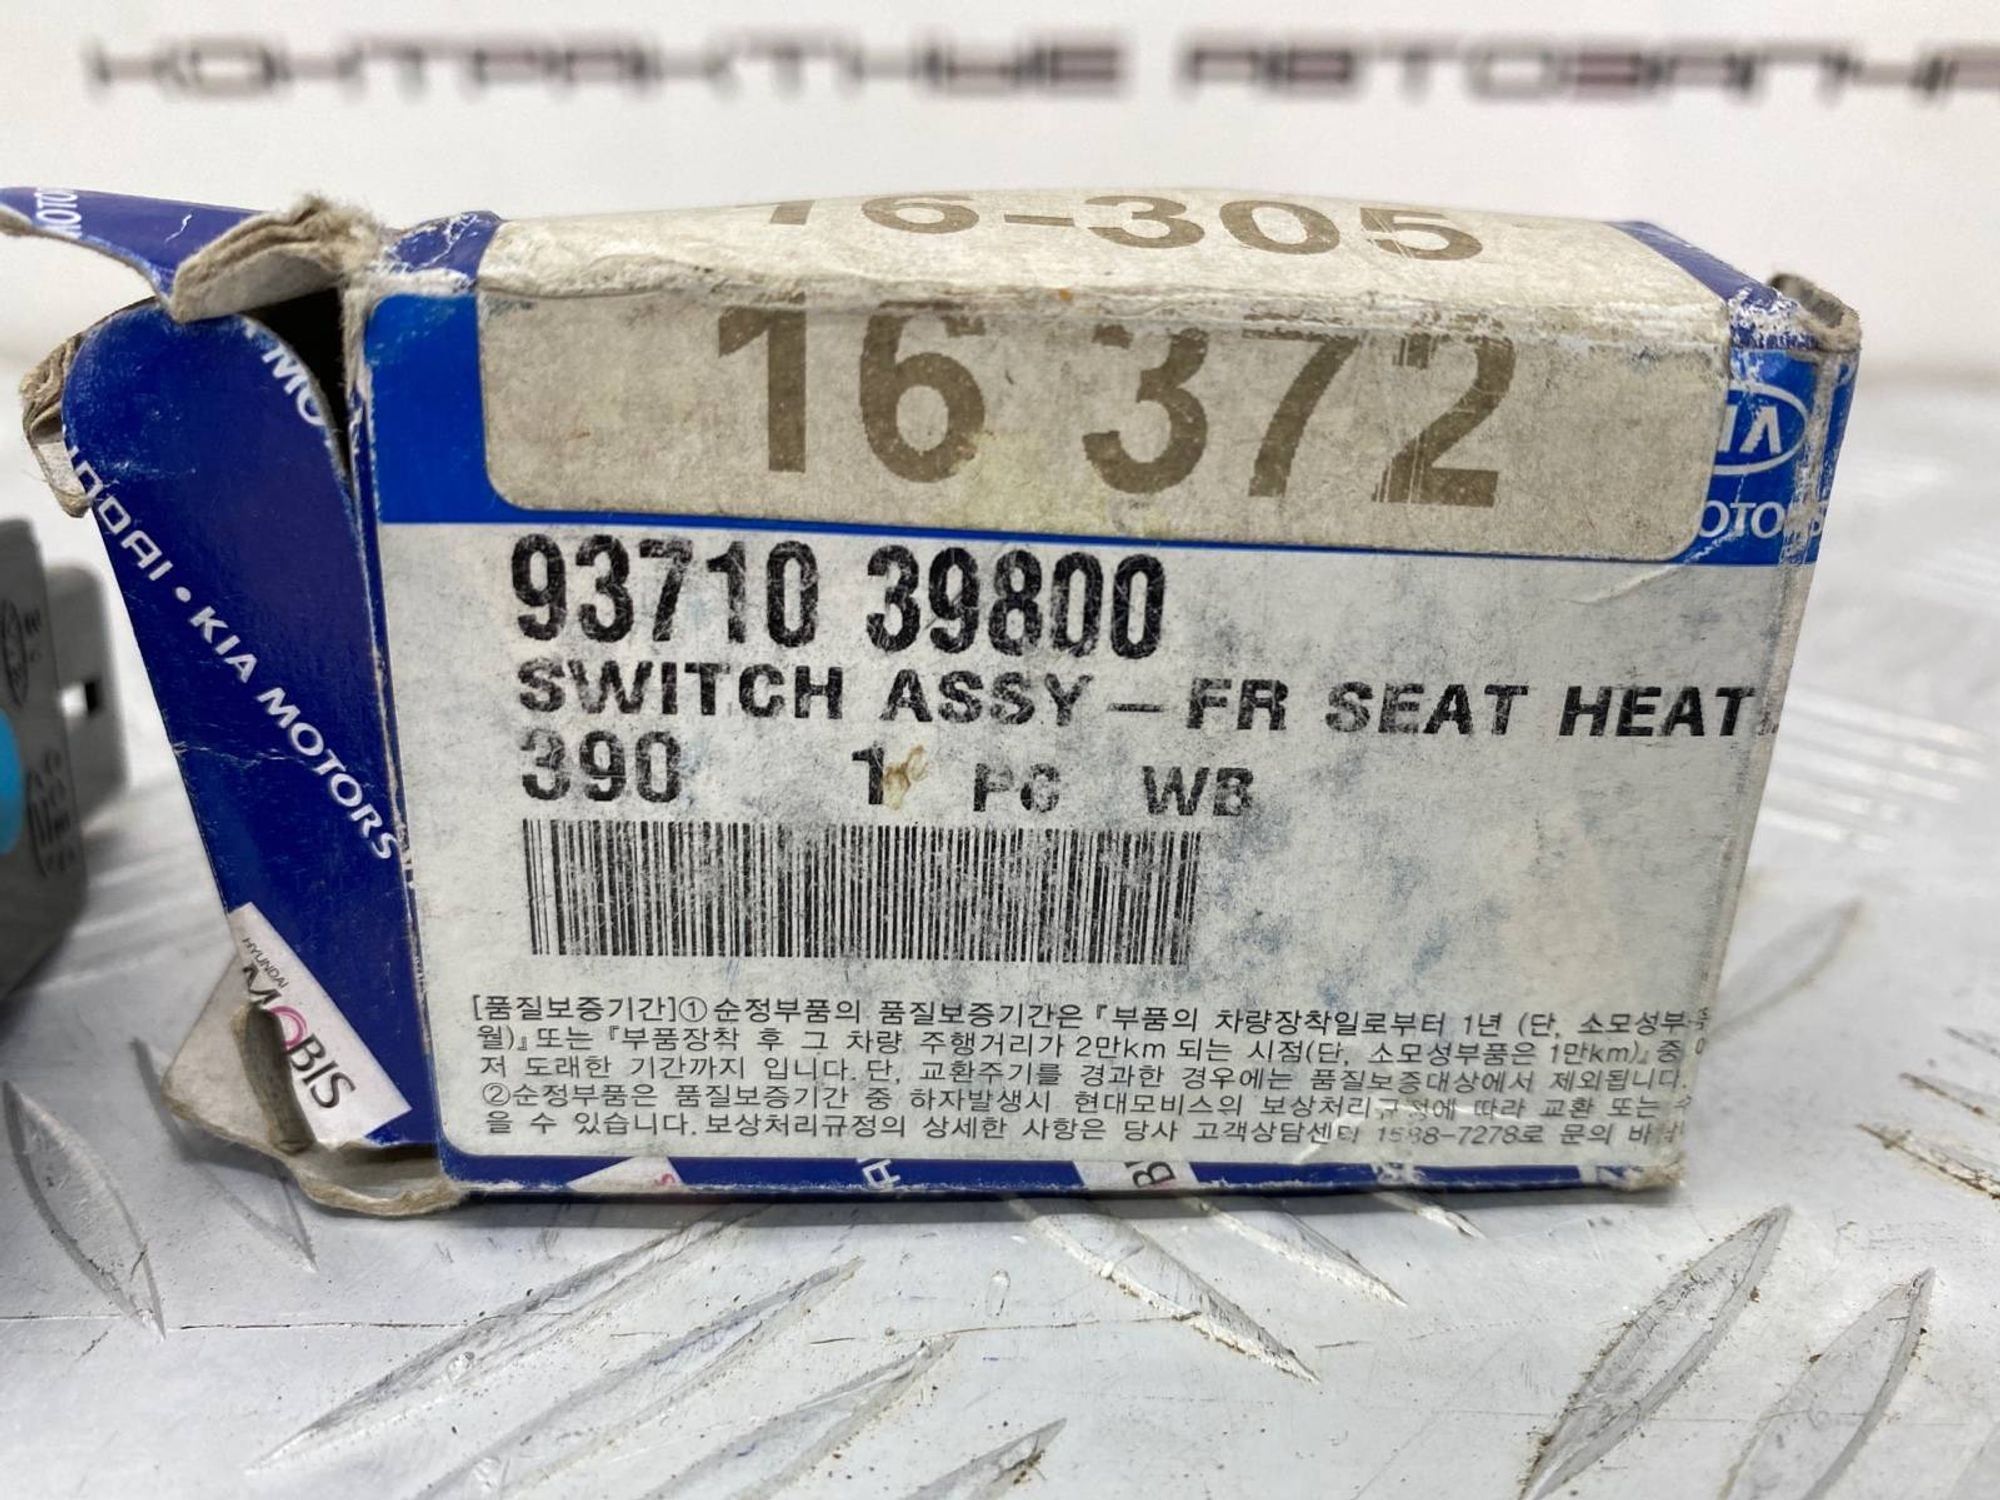 КОНТРАКТНЫЕ АВТОЗАПЧА
16-305
16 372
93710 39800
SWITCH ASSY-FR SEAT HEAT
390 1 PC WB
[품질보증기간]① 순정부품의 품질보증기간은 『부품의 차량장착일로부터 1년 (단, 소모성부
월)』 또는 『부품장착 후 그 차량 주행거리가 2만km 되는 시점(단, 소모성부품은 1만km)』 중
저 도래한 기간까지 입니다. 단, 교환주기를 경과한 경우에는 품질보증대상에서 제외됩니다.
②순정부품은 품질보증기간 중 하자발생시 현대모비스의 보상처리규정에 따라 교환 또는
을 수 있습니다. 보상처리규정의 상세한 사항은 당사 고객상담센터 1588-7278로 문의 바
KIA
MOTORS
MOTO
MO
HYUNDAI • KIA MOTORS
HYUNDAI
MOBIS